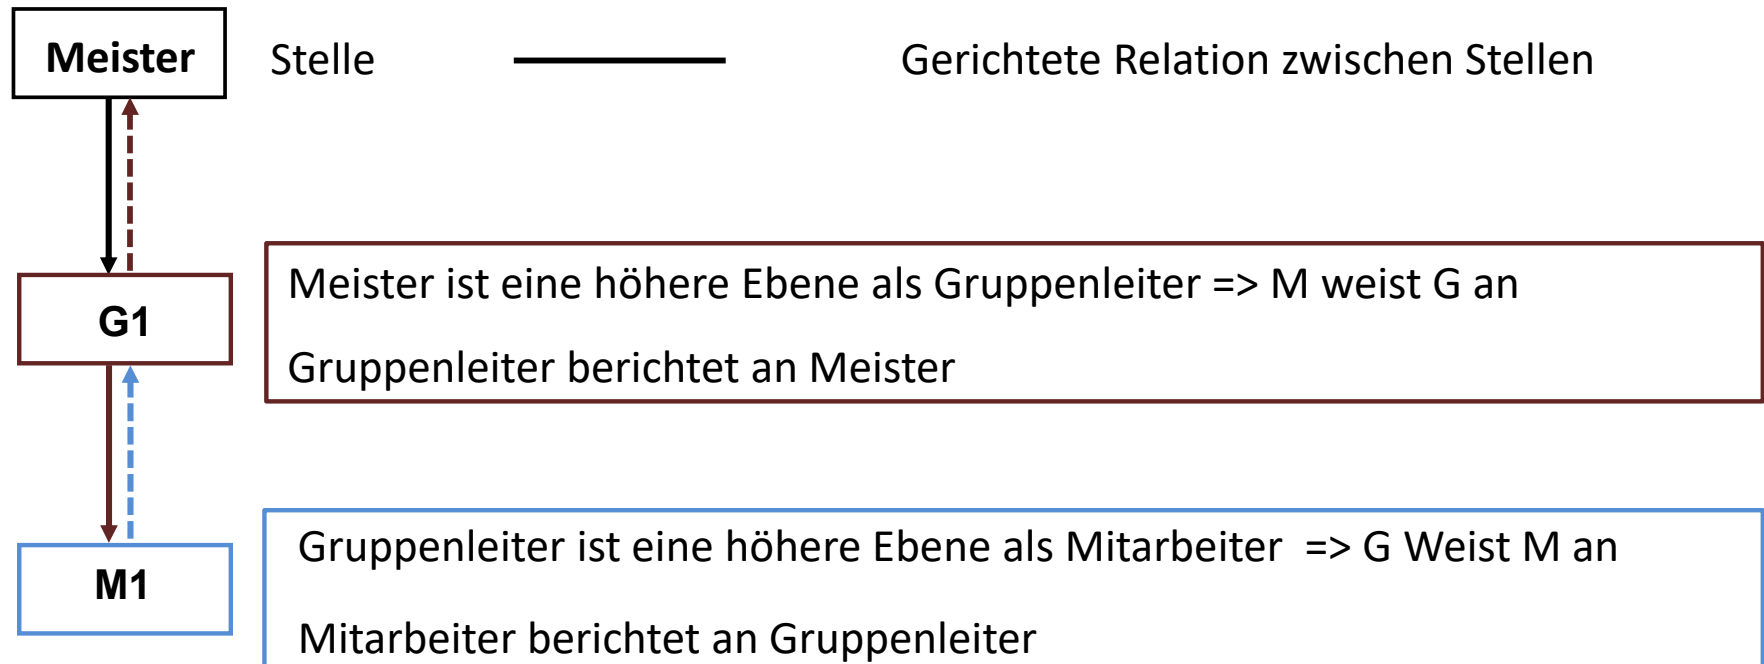 Meister Stelle Gerichtete Relation zwischen Stellen
G1
Meister ist eine höhere Ebene als Gruppenleiter => M weist G an
Gruppenleiter berichtet an Meister
M1
Gruppenleiter ist eine höhere Ebene als Mitarbeiter => G Weist M an
Mitarbeiter berichtet an Gruppenleiter